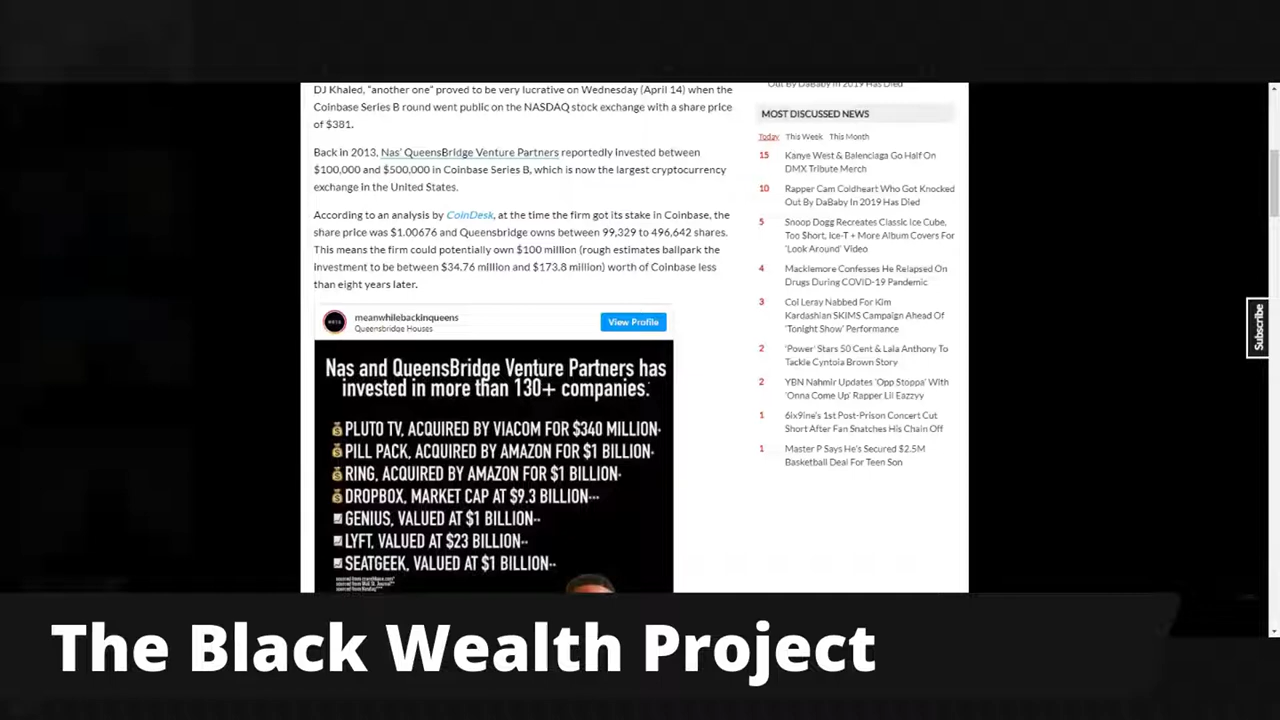 DJ Khaled, "another one" proved to be very lucrative on Wednesday (April 14) when the
Coinbase Series B round went public on the NASDAQ stock exchange with a share price
of $381.
Back in 2013, Nas' QueensBridge Venture Partners reportedly invested between
$100,000 and $500,000 in Coinbase Series B, which is now the largest cryptocurrency
exchange in the United States.
According to an analysis by CoinDesk, at the time the firm got its stake in Coinbase, the
share price was $1.00676 and Queensbridge owns between 99,329 to 496,642 shares.
This means the firm could potentially own $100 million (rough estimates ballpark the
investment to be between $34.76 million and $173.8 million) worth of Coinbase less
than eight years later.
meanwhilebackinqueens
Queensbridge Houses
View Profile
Nas and QueensBridge Venture Partners has
invested in more than 130+ companies.
PLUTO TV, ACQUIRED BY VIACOM FOR $340 MILLION*
PILL PACK, ACQUIRED BY AMAZON FOR $1 BILLION*
RING, ACQUIRED BY AMAZON FOR $1 BILLION*
DROPBOX, MARKET CAP AT $9.3 BILLION***
GENIUS, VALUED AT $1 BILLION**
LYFT, VALUED AT $23 BILLION**
SEATGEEK, VALUED AT $1 BILLION**
Out By DaBaby In 2019 Has Died
MOST DISCUSSED NEWS
Today This Week This Month
15 Kanye West & Balenciaga Go Half On
DMX Tribute Merch
10 Rapper Cam Coldheart Who Got Knocked
Out By DaBaby In 2019 Has Died
5 Snoop Dogg Recreates Classic Ice Cube,
Too Short, Ice-T + More Album Covers For
'Look Around' Video
4 Macklemore Confesses He Relapsed On
Drugs During COVID-19 Pandemic
3 Coi Leray Nabbed For Kim
Kardashian SKIMS Campaign Ahead Of
'Tonight Show' Performance
2 'Power' Stars 50 Cent & Lala Anthony To
Tackle Cyntoia Brown Story
2 YBN Nahmir Updates 'Opp Stoppa' With
'Onna Come Up' Rapper Lil Eazzyy
1 6ix9ine's 1st Post-Prison Concert Cut
Short After Fan Snatches His Chain Off
1 Master P Says He's Secured $2.5M
Basketball Deal For Teen Son
Subscribe
The Black Wealth Project